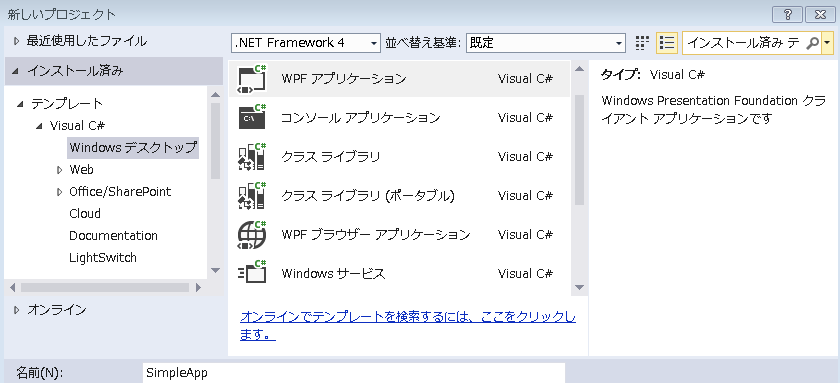 新しいプロジェクト
最近使用したファイル
.NET Framework 4
並べ替え基準:
既定
インストール済み テ
インストール済み
テンプレート
Visual C#
Windows デスクトップ
Web
Office/SharePoint
Cloud
Documentation
LightSwitch
オンライン
WPF アプリケーション Visual C#
コンソール アプリケーション Visual C#
クラス ライブラリ Visual C#
クラス ライブラリ (ポータブル) Visual C#
WPF ブラウザー アプリケーション Visual C#
Windows サービス Visual C#
オンラインでテンプレートを検索するには、ここをクリックし
ます。
タイプ: Visual C#
Windows Presentation Foundation クラ
イアント アプリケーションです
名前(N): SimpleApp